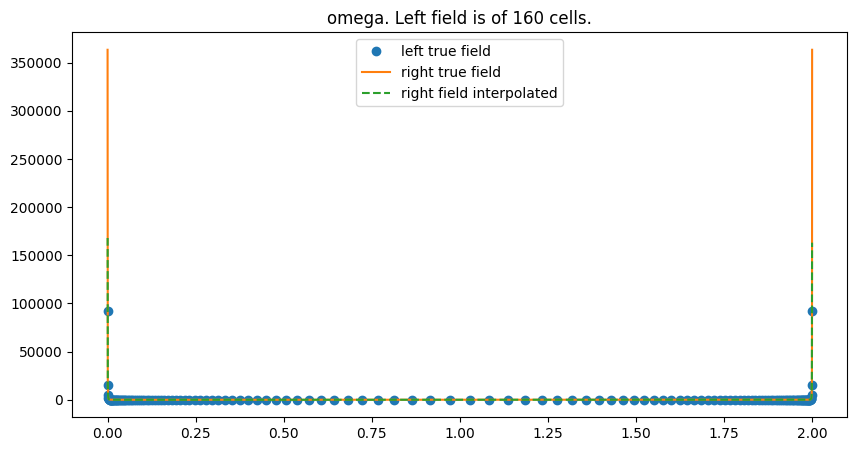 omega. Left field is of 160 cells.
left true field
right true field
right field interpolated
350000
300000
250000
200000
150000
100000
50000
0
0.00 0.25 0.50 0.75 1.00 1.25 1.50 1.75 2.00